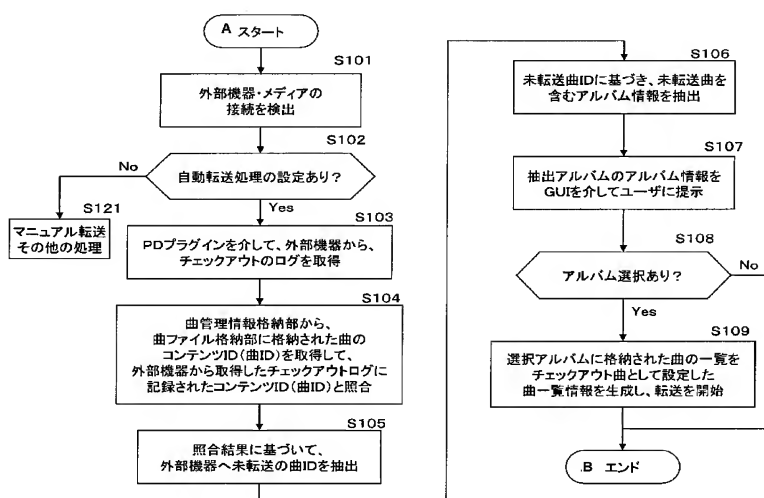 A スタート
S101
外部機器・メディアの
接続を検出
S102
No
自動転送処理の設定あり?
S121
マニュアル転送
その他の処理
Yes
S103
PDプラグインを介して、外部機器から、
チェックアウトのログを取得
S104
曲管理情報格納部から、
曲ファイル格納部に格納された曲の
コンテンツID(曲ID)を取得して、
外部機器から取得したチェックアウトログに
記録されたコンテンツID(曲ID)と照合
S105
照合結果に基づいて、
外部機器へ未転送の曲IDを抽出
S106
未転送曲IDに基づき、未転送曲を
含むアルバム情報を抽出
S107
抽出アルバムのアルバム情報を
GUIを介してユーザに提示
S108
アルバム選択あり?
No
Yes
S109
選択アルバムに格納された曲の一覧を
チェックアウト曲として設定した
曲一覧情報を生成し、転送を開始
B エンド